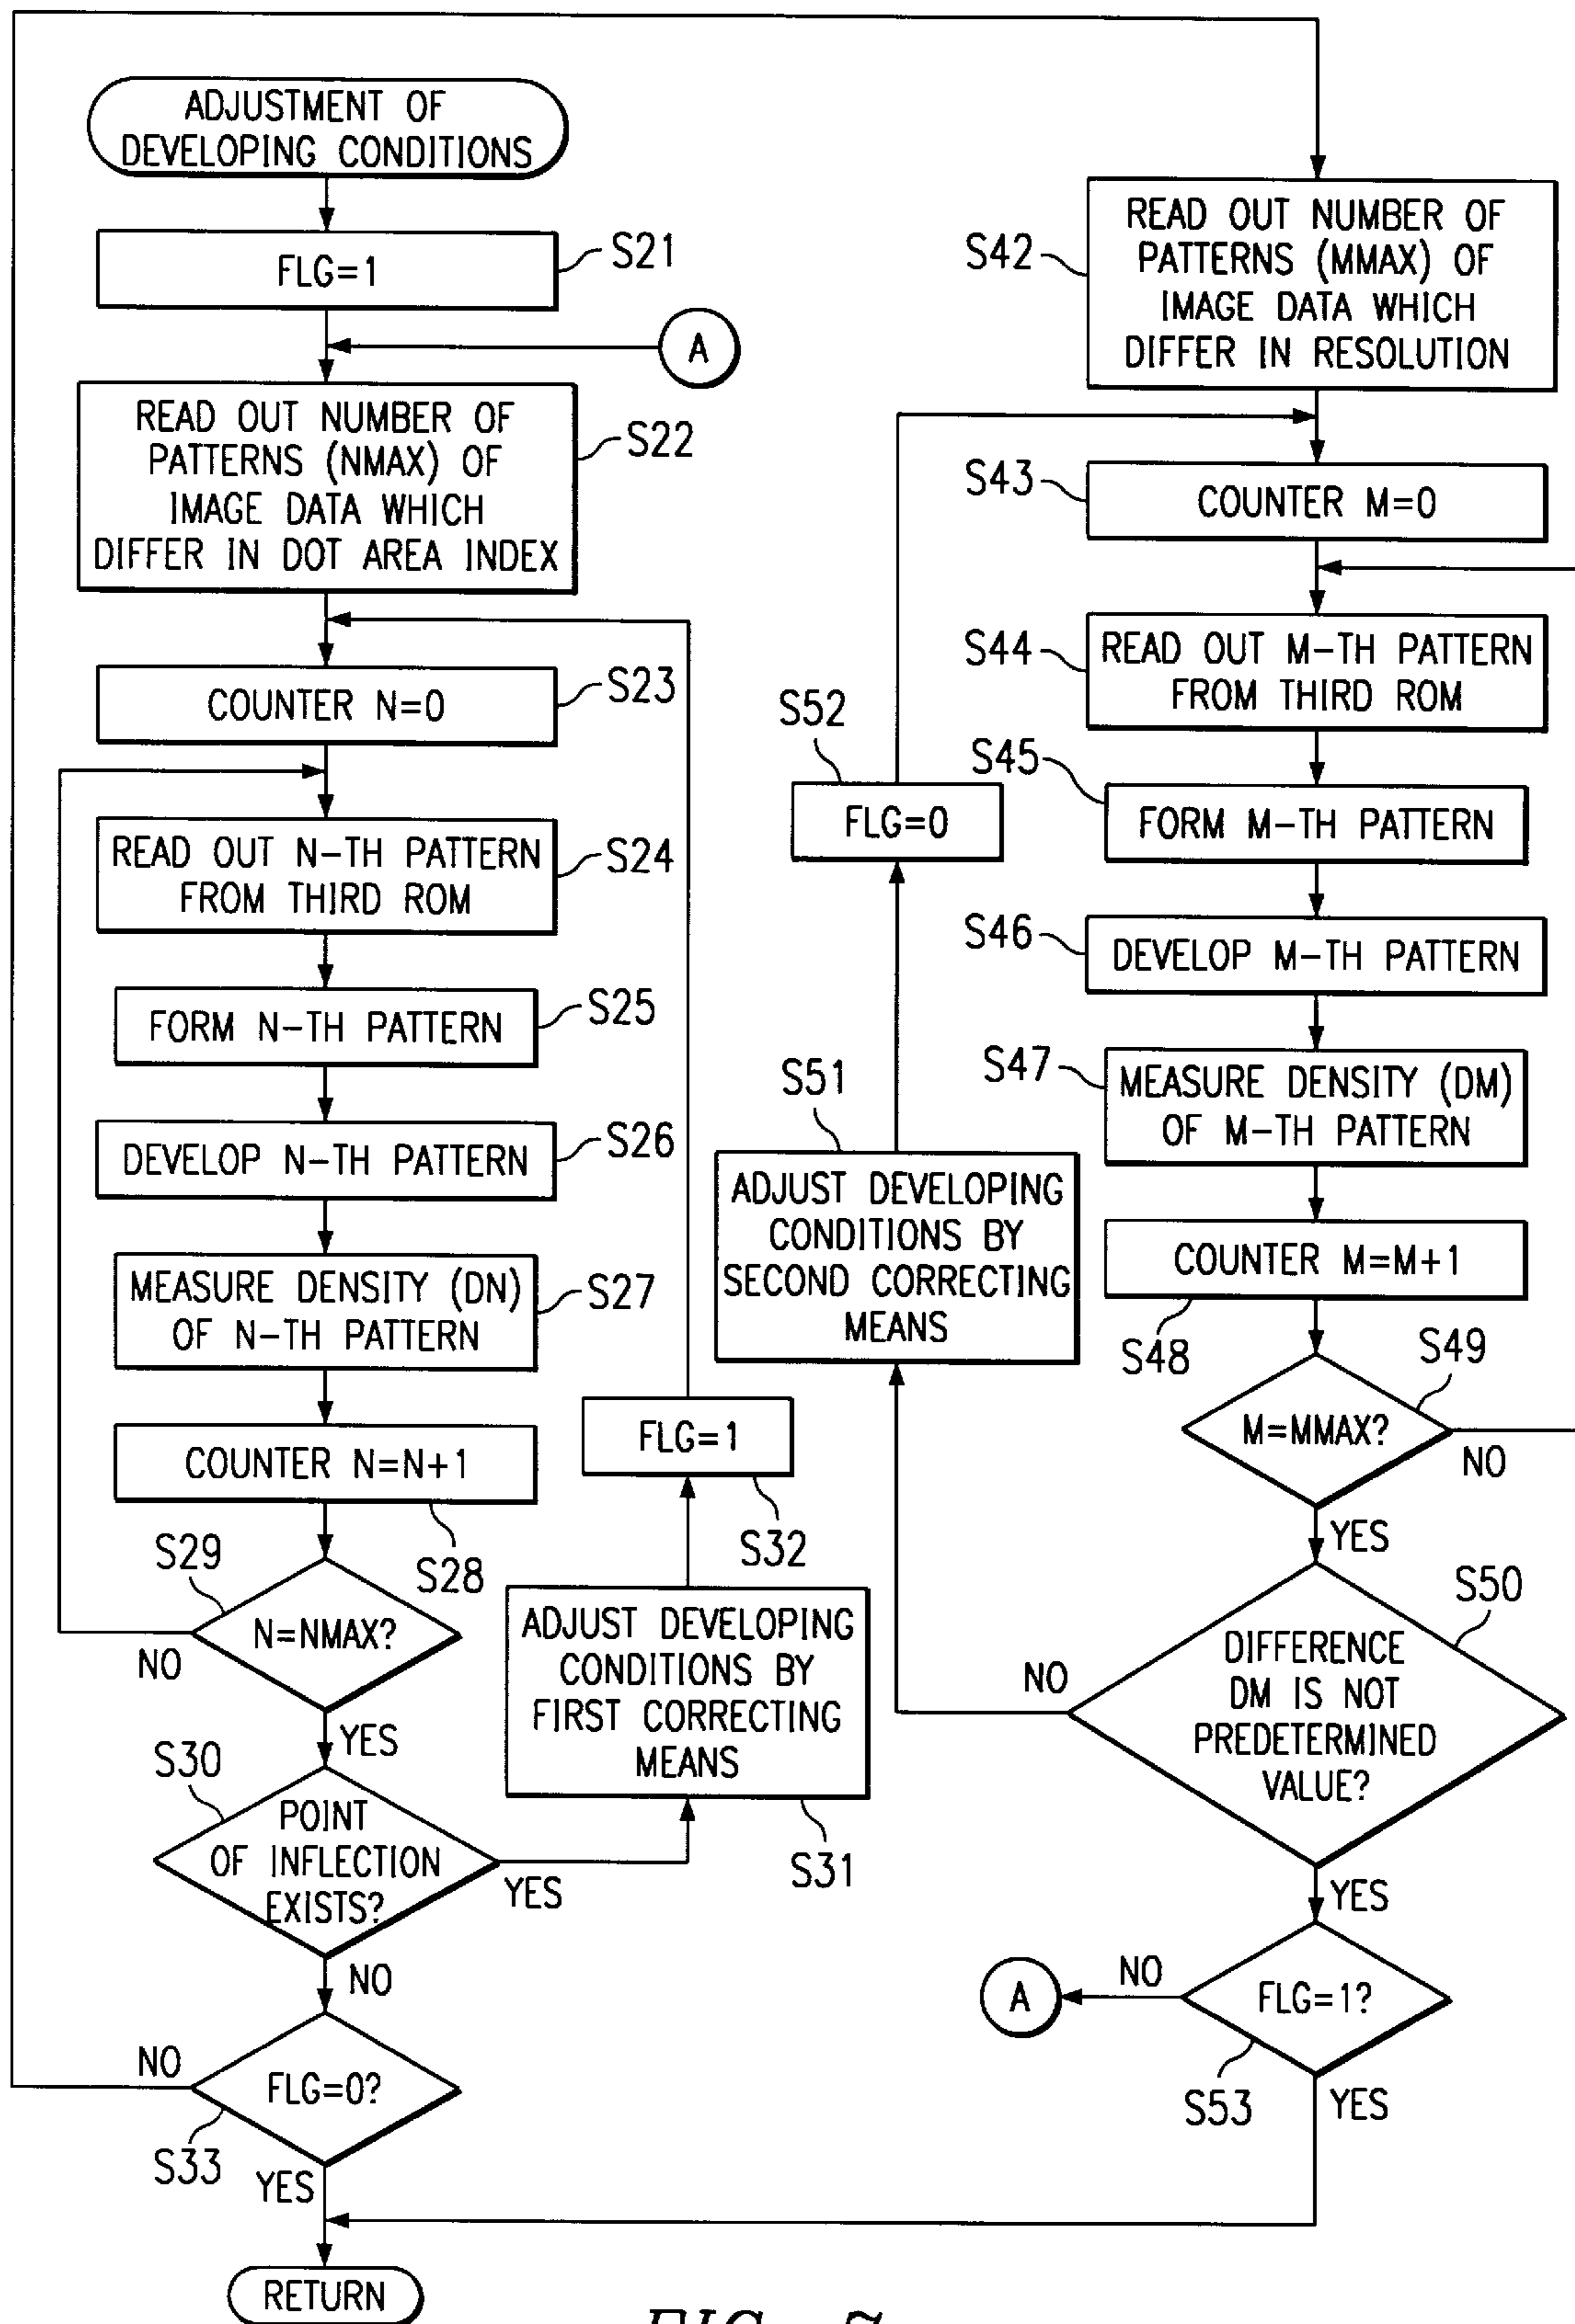 ADJUSTMENT OF
DEVELOPING CONDITIONS
FLG=1
S21
A
READ OUT NUMBER OF
PATTERNS (NMAX) OF
IMAGE DATA WHICH
DIFFER IN DOT AREA INDEX
S22
COUNTER N=0
S23
READ OUT N-TH PATTERN
FROM THIRD ROM
S24
FORM N-TH PATTERN
S25
DEVELOP N-TH PATTERN
S26
MEASURE DENSITY (DN)
OF N-TH PATTERN
S27
COUNTER N=N+1
S28
S29
N=NMAX?
NO
YES
S30
POINT
OF INFLECTION
EXISTS?
YES
NO
ADJUST DEVELOPING
CONDITIONS BY
FIRST CORRECTING
MEANS
S31
FLG=1
S32
NO
FLG=0?
S33
YES
RETURN
S42
READ OUT NUMBER OF
PATTERNS (MMAX) OF
IMAGE DATA WHICH
DIFFER IN RESOLUTION
S43
COUNTER M=0
S44
READ OUT M-TH PATTERN
FROM THIRD ROM
S45
FORM M-TH PATTERN
S46
DEVELOP M-TH PATTERN
S47
MEASURE DENSITY (DM)
OF M-TH PATTERN
COUNTER M=M+1
S48
S49
M=MMAX?
NO
YES
S50
DIFFERENCE
DM IS NOT
PREDETERMINED
VALUE?
NO
YES
S51
ADJUST DEVELOPING
CONDITIONS BY
SECOND CORRECTING
MEANS
S52
FLG=0
FLG=1?
NO
A
S53
YES